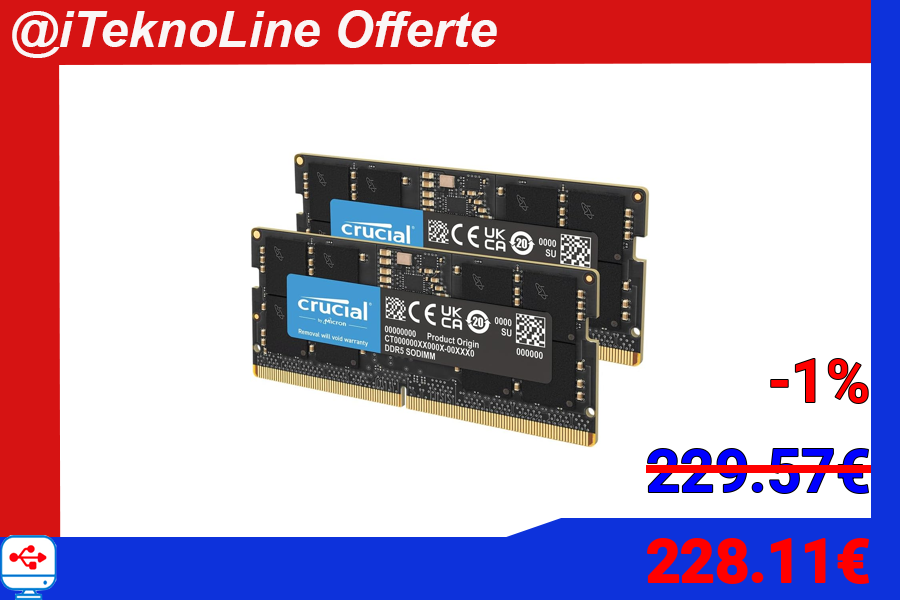 @iTeknoLine Offerte
crucial
UK
CA
20
0000
SU
crucial
by Micron
Removal will void warranty
UK
CA
20
0000
SU
000000
00000000 Product Origin
CT000000XX000X-00XXX0
DDR5 SODIMM
-1%
229.57€
228.11€